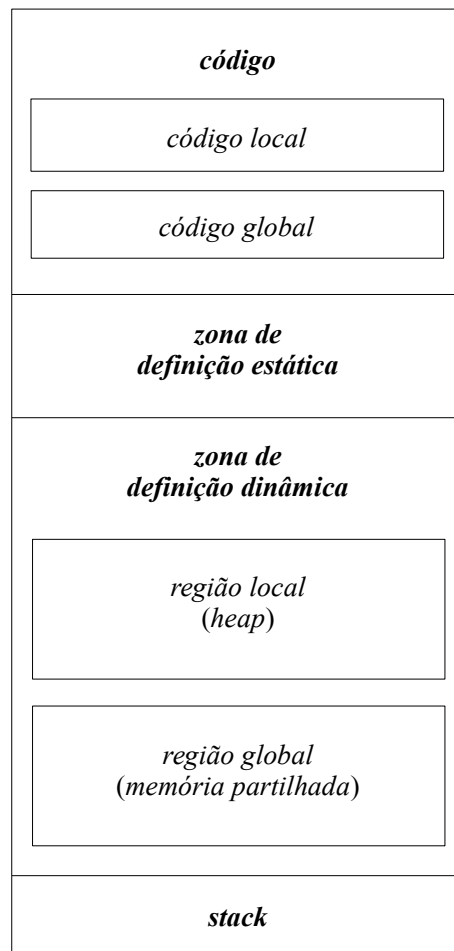 código
código local
código global
zona de
definição estática
zona de
definição dinâmica
região local
(heap)
região global
(memória partilhada)
stack